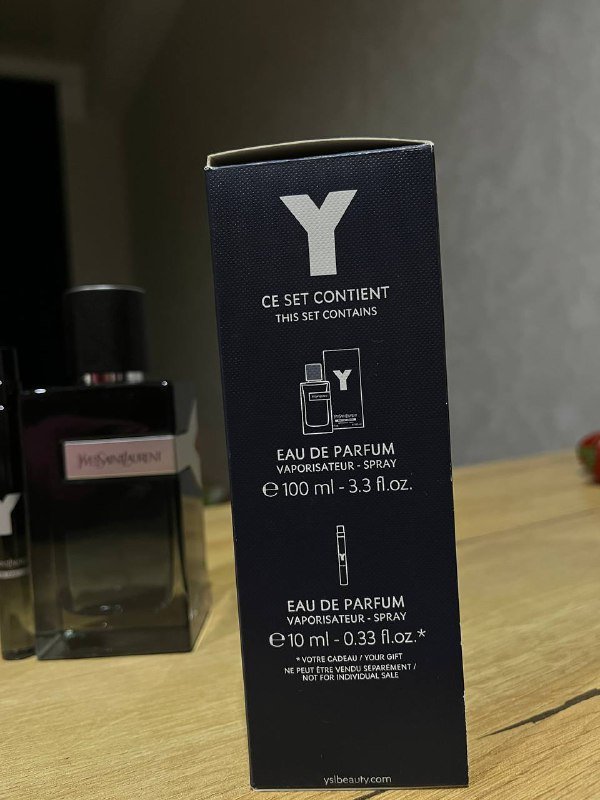 Y
CE SET CONTIENT
THIS SET CONTAINS
Y
EAU DE PARFUM
VAPORISATEUR - SPRAY
℮ 100 ml - 3.3 fl.oz.
Y
EAU DE PARFUM
VAPORISATEUR - SPRAY
℮ 10 ml - 0.33 fl.oz.*
* VOTRE CADEAU / YOUR GIFT
NE PEUT ÊTRE VENDU SÉPARÉMENT /
NOT FOR INDIVIDUAL SALE
yslbeauty.com
YVESSAINTLAURENT
Y